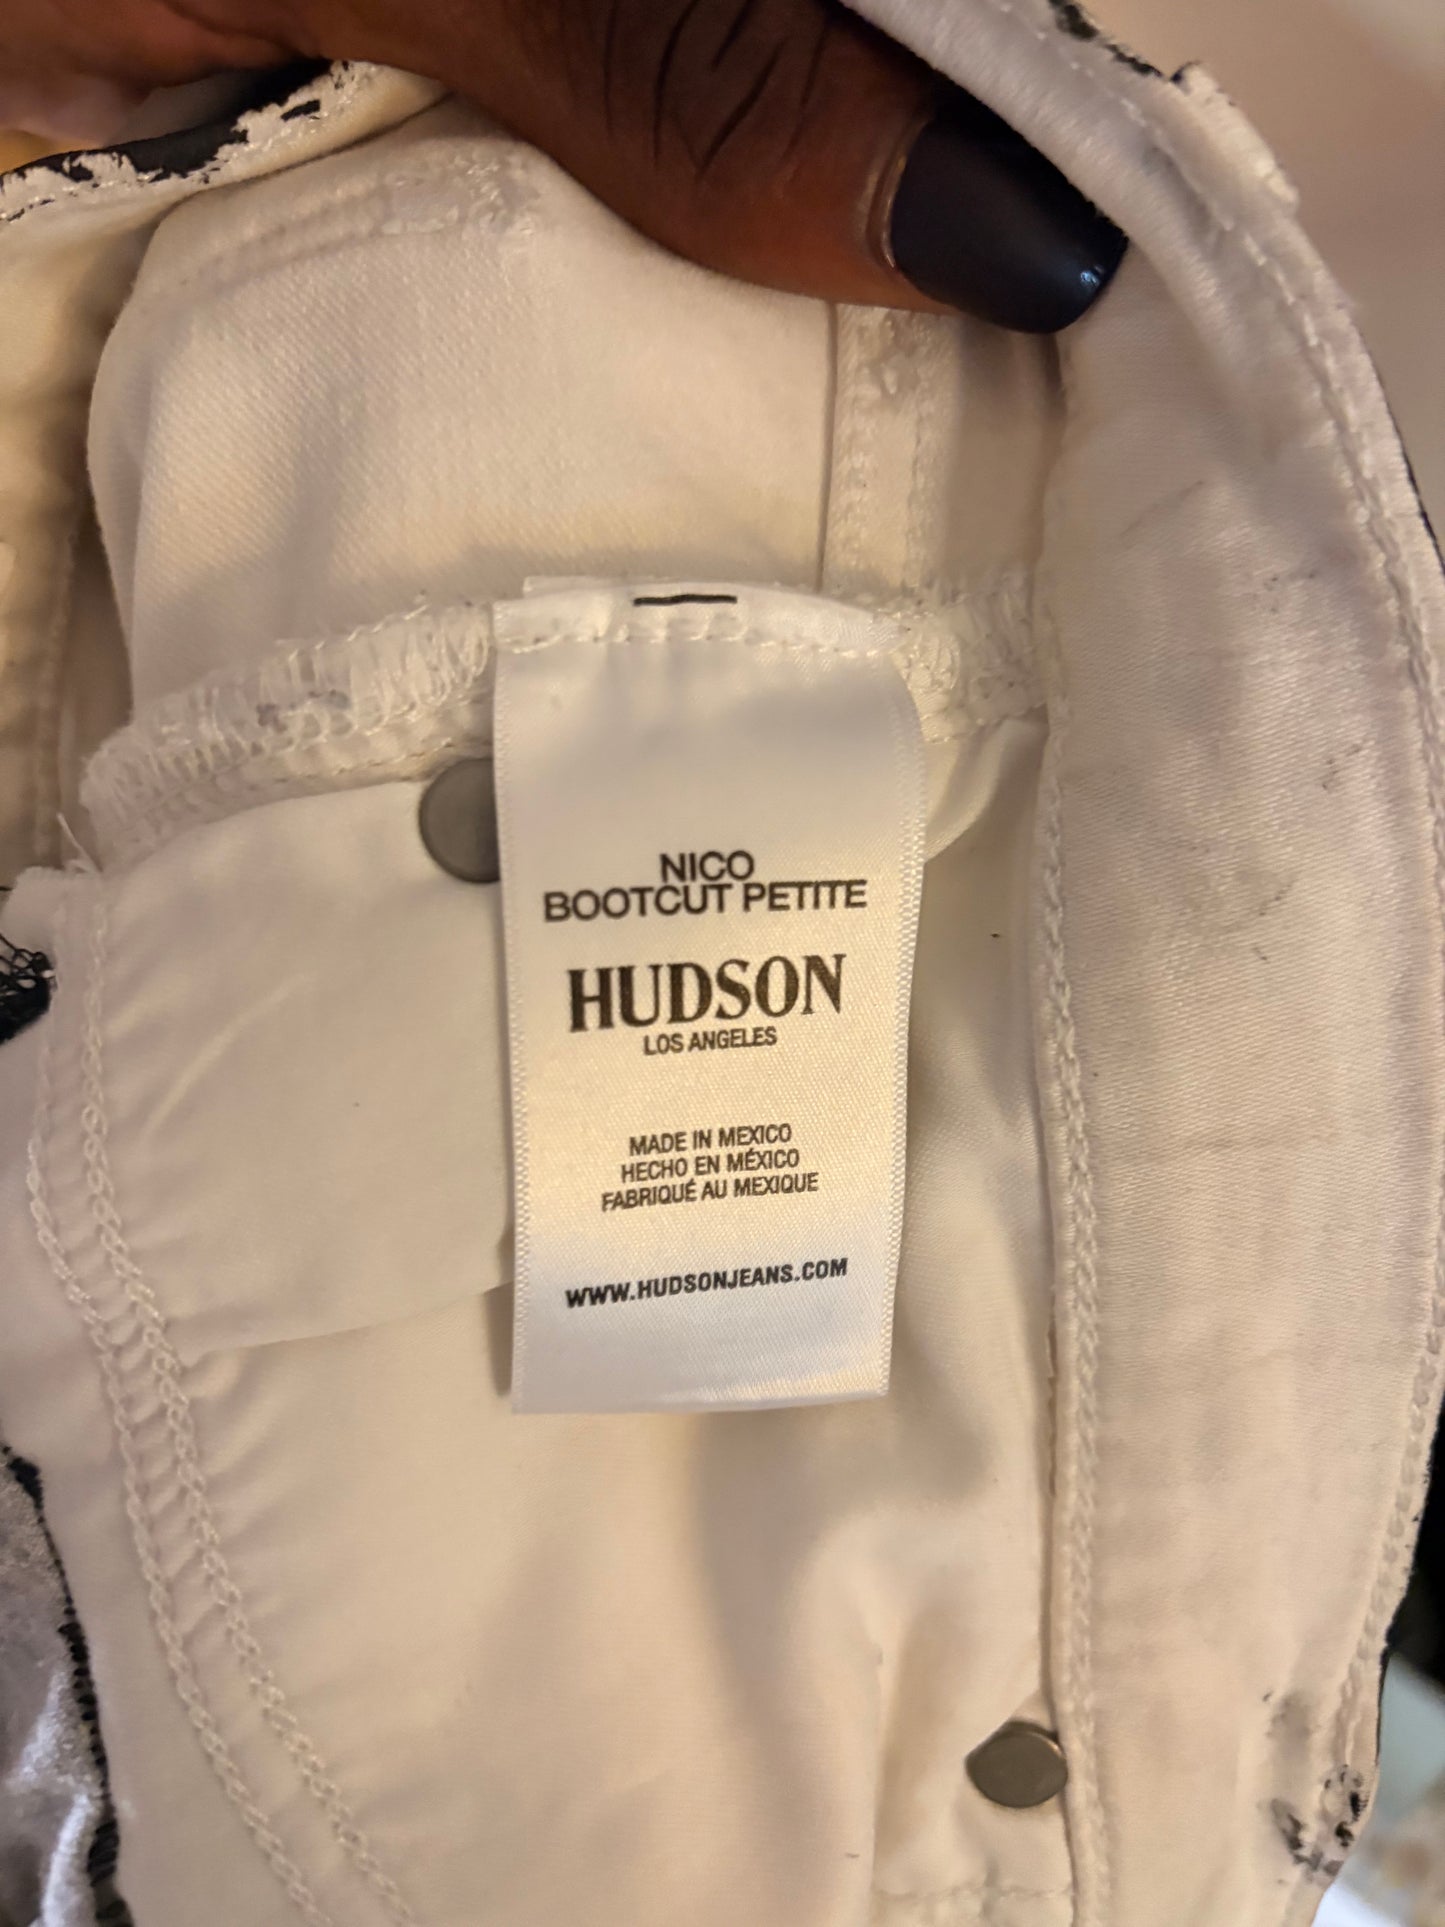 NICO
BOOTCUT PETITE
HUDSON
LOS ANGELES
MADE IN MEXICO
HECHO EN MÉXICO
FABRIQUÉ AU MEXIQUE
WWW.HUDSONJEANS.COM